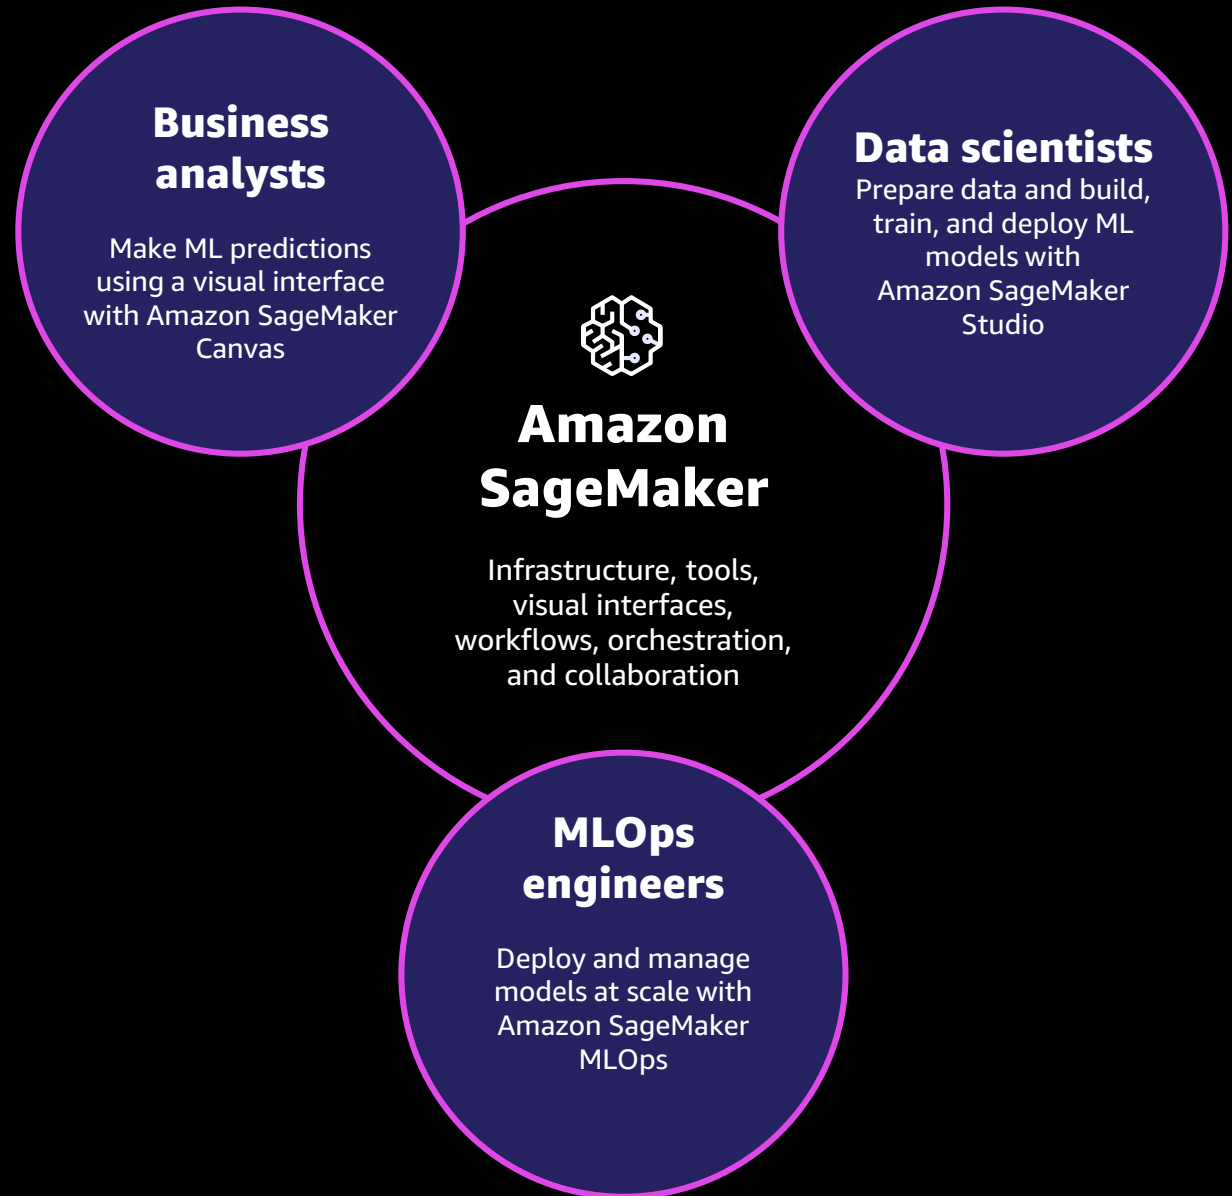 Business
analysts
Make ML predictions
using a visual interface
with Amazon SageMaker
Canvas
Data scientists
Prepare data and build,
train, and deploy ML
models with
Amazon SageMaker
Studio
Amazon
SageMaker
Infrastructure, tools,
visual interfaces,
workflows, orchestration,
and collaboration
MLOps
engineers
Deploy and manage
models at scale with
Amazon SageMaker
MLOps